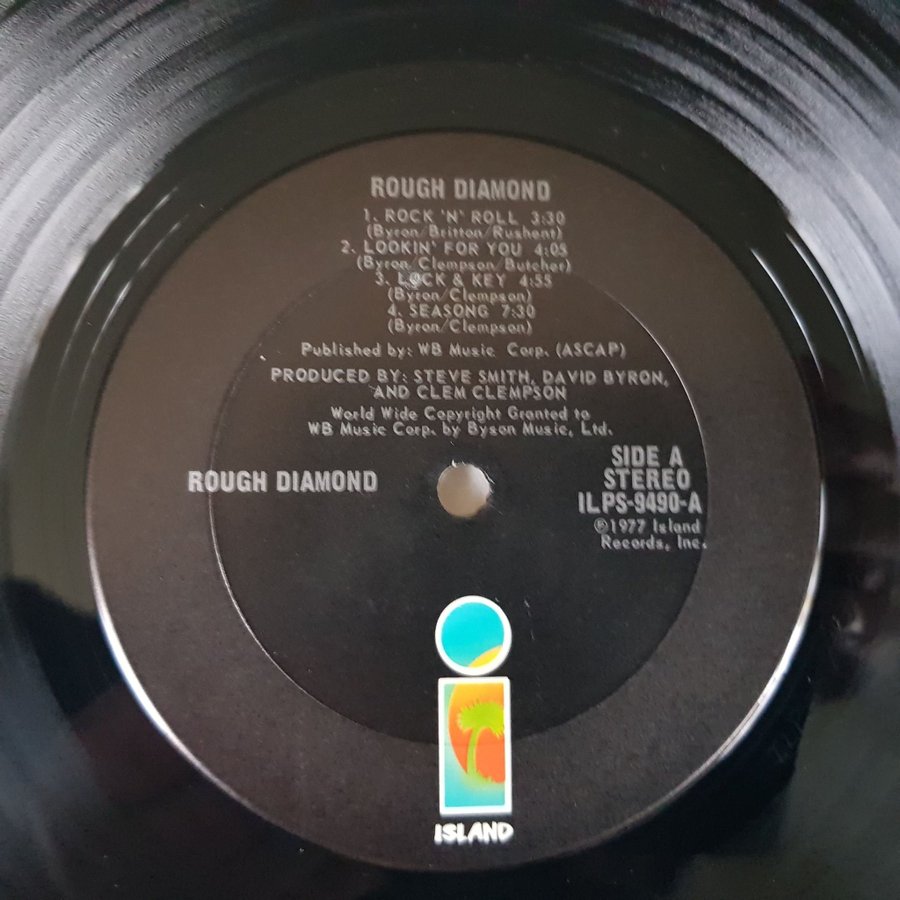 ROUGH DIAMOND
1. ROCK 'N' ROLL 3:30
(Byron/Britton/Rushent)
2. LOOKIN' FOR YOU 4:05
(Byron/Clempson/Butcher)
3. LOCK & KEY 4:55
(Byron/Clempson)
4. SEASONG 7:30
(Byron/Clempson)
Published by: WB Music Corp. (ASCAP)
PRODUCED BY: STEVE SMITH, DAVID BYRON,
AND CLEM CLEMPSON
World Wide Copyright Granted to
WB Music Corp. by Byson Music, Ltd.
ROUGH DIAMOND
SIDE A
STEREO
ILPS-9490-A
℗1977 Island
Records, Inc.
ISLAND